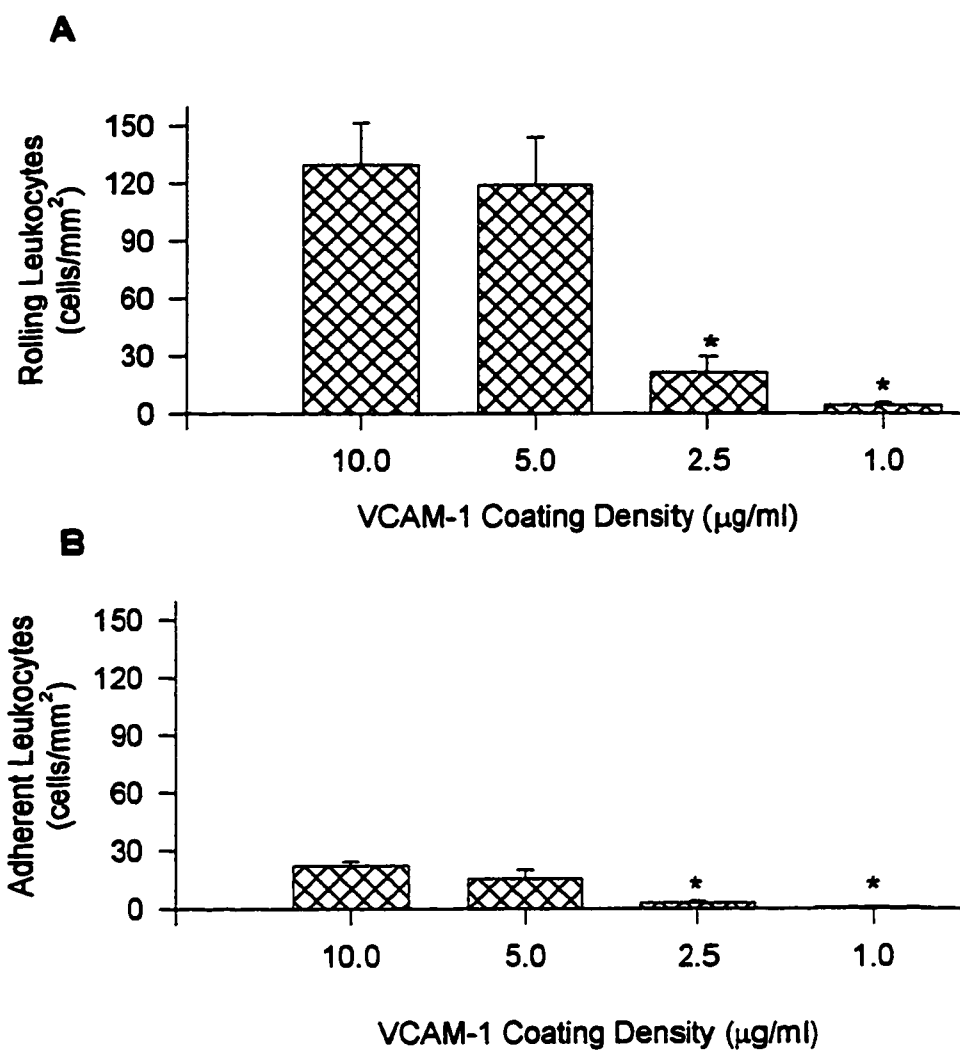 A
150
120
90
60
30
0
Rolling Leukocytes
(cells/mm²)
*
*
10.0 5.0 2.5 1.0
VCAM-1 Coating Density (µg/ml)
B
150
120
90
60
30
0
Adherent Leukocytes
(cells/mm²)
* *
10.0 5.0 2.5 1.0
VCAM-1 Coating Density (µg/ml)